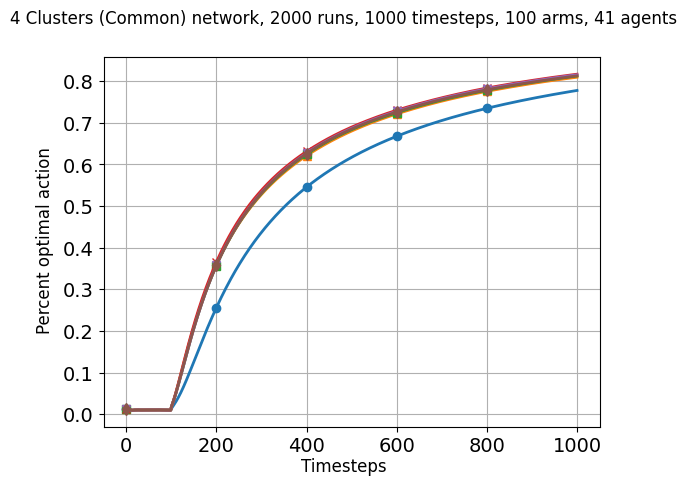 4 Clusters (Common) network, 2000 runs, 1000 timesteps, 100 arms, 41 agents
Percent optimal action
0.8
0.7
0.6
0.5
0.4
0.3
0.2
0.1
0.0
0 200 400 600 800 1000
Timesteps